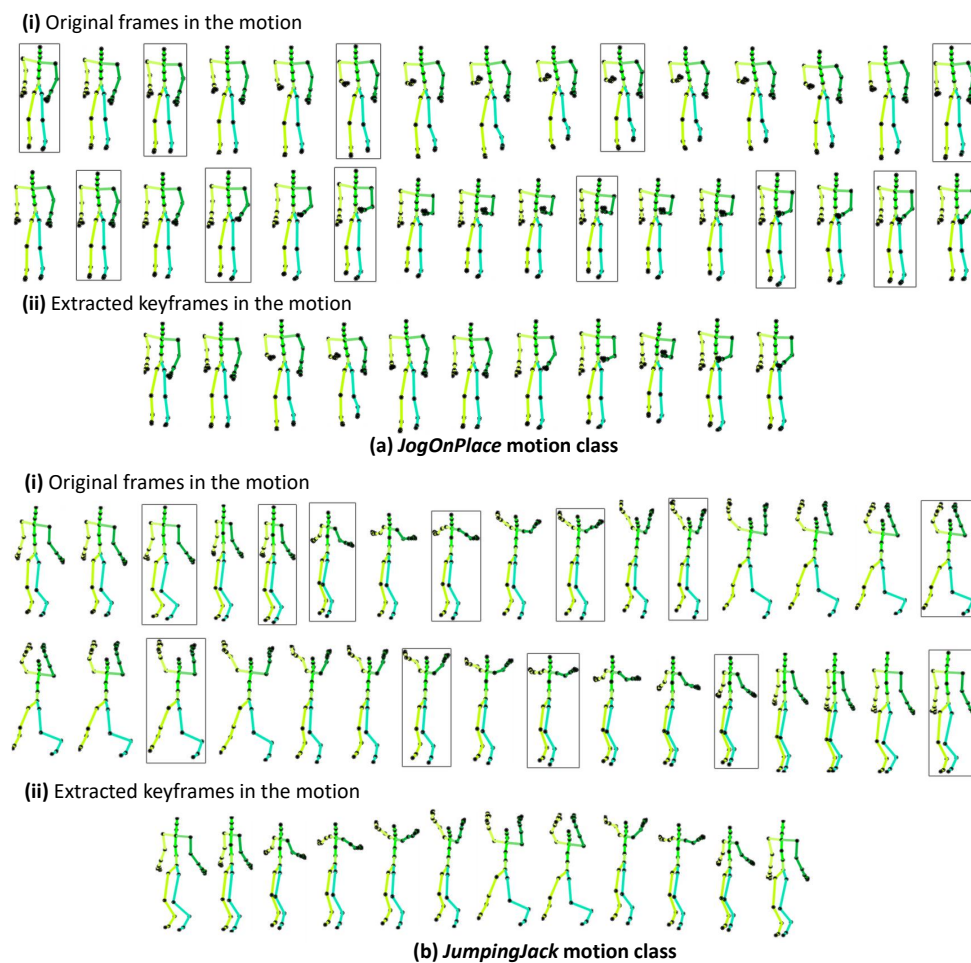 (i) Original frames in the motion
(ii) Extracted keyframes in the motion
(a) JogOnPlace motion class
(i) Original frames in the motion
(ii) Extracted keyframes in the motion
(b) JumpingJack motion class